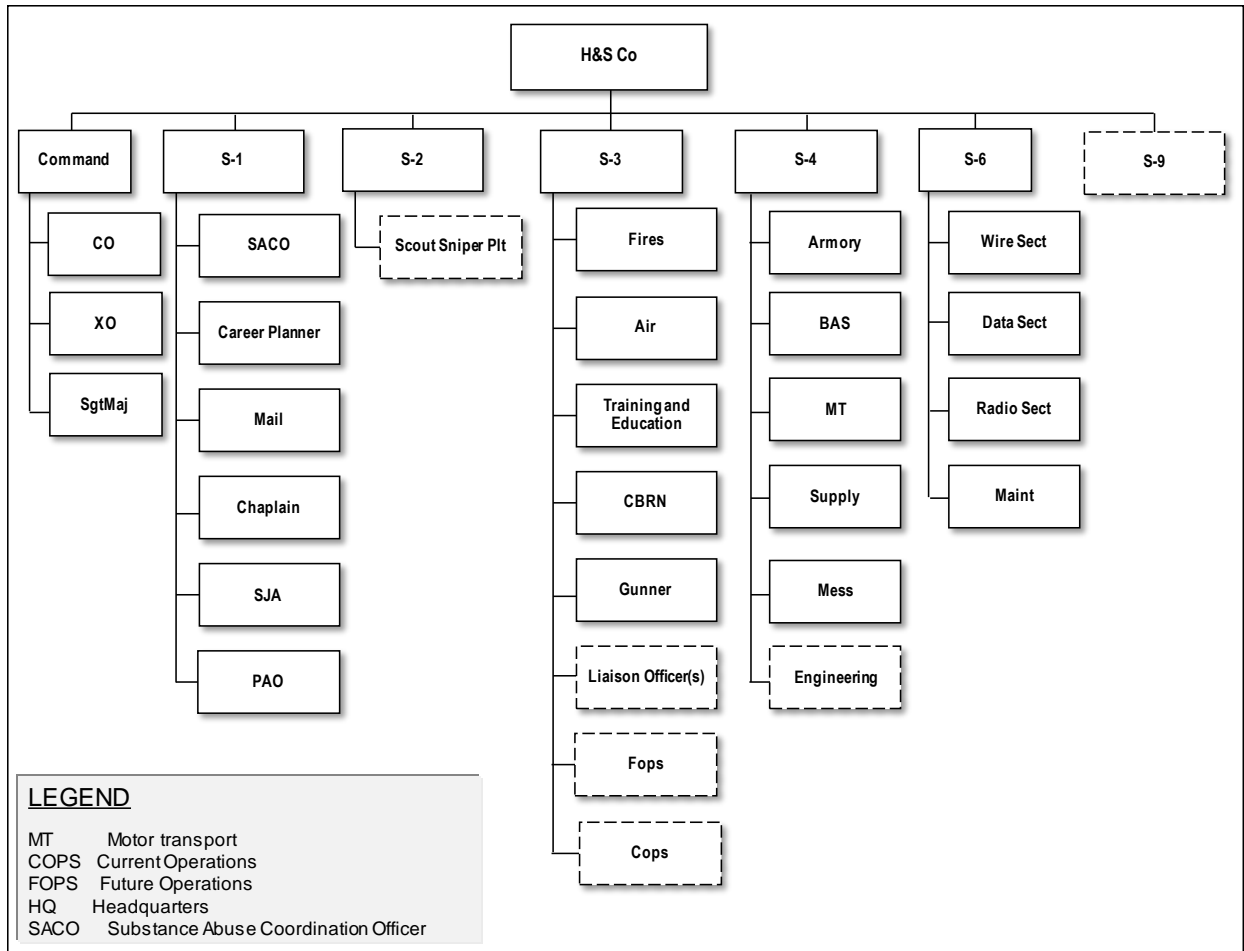 H&S Co
Command
S-1
S-2
S-3
S-4
S-6
S-9
CO
XO
SgtMaj
SACO
Career Planner
Mail
Chaplain
SJA
PAO
Scout Sniper Plt
Fires
Air
Training and
Education
CBRN
Gunner
Liaison Officer(s)
Fops
Cops
Armory
BAS
MT
Supply
Mess
Engineering
Wire Sect
Data Sect
Radio Sect
Maint
LEGEND
MT Motor transport
COPS Current Operations
FOPS Future Operations
HQ Headquarters
SACO Substance Abuse Coordination Officer